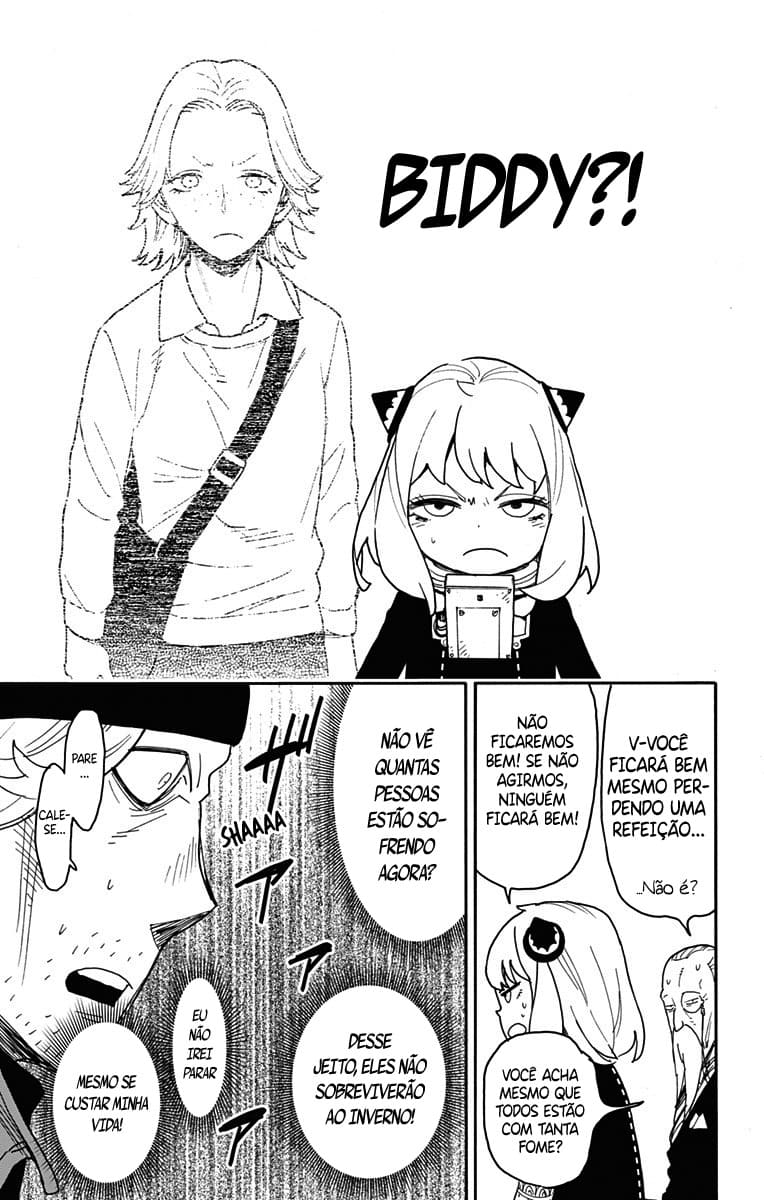 BIDDY?!
V-VOCÊ
FICARÁ BEM
MESMO PER-
DENDO UMA
REFEIÇÃO...
...Não é?
NÃO
FICAREMOS
BEM! SE NÃO
AGIRMOS,
NINGUÉM
FICARÁ BEM!
VOCÊ ACHA
MESMO QUE
TODOS ESTÃO
COM TANTA
FOME?
NÃO VÊ
QUANTAS
PESSOAS
ESTÃO SO-
FRENDO
AGORA?
SHAAAA
DESSE
JEITO, ELES NÃO
SOBREVIVERÃO
AO INVERNO!
PARE
...
CALE-
SE...
EU
NÃO
IREI
PARAR
MESMO SE
CUSTAR MINHA
VIDA!